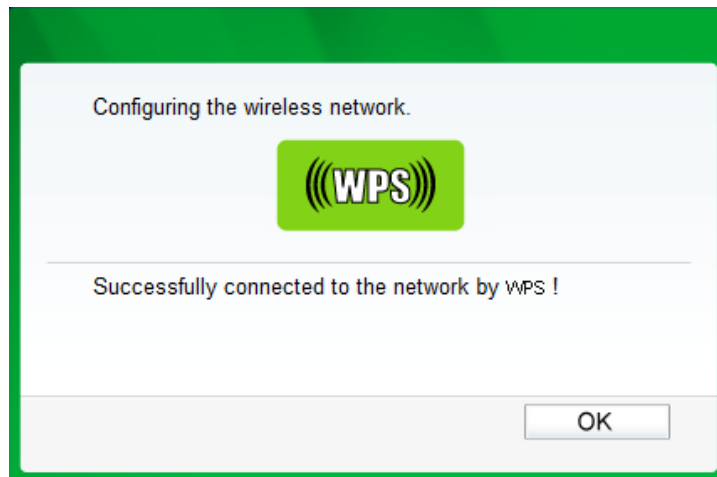 Configuring the wireless network.
(((WPS)))
Successfully connected to the network by WPS !
OK